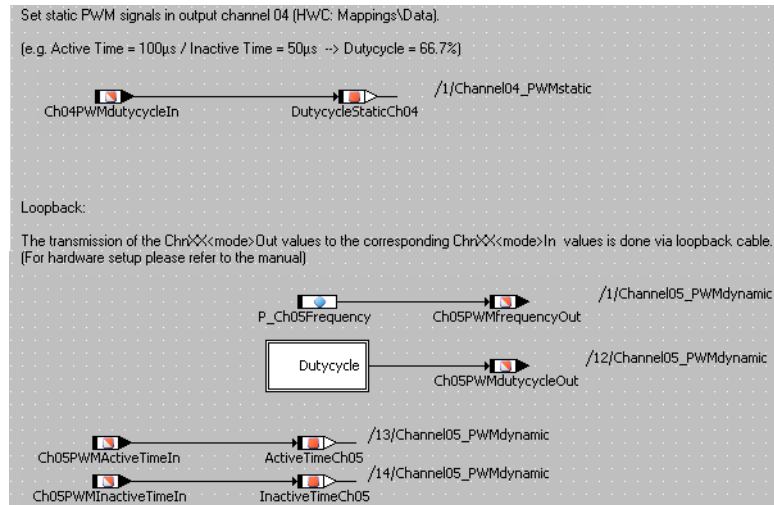 Set static PWM signals in output channel 04 (HWC: Mappings\Data).
(e.g. Active Time = 100µs / Inactive Time = 50µs --> Dutycycle = 66.7%)
/1/Channel04_PWMstatic
Ch04PWMdutycycleIn DutycycleStaticCh04
Loopback:
The transmission of the ChnXX<mode>Out values to the corresponding ChnXX<mode>In values is done via loopback cable.
(For hardware setup please refer to the manual)
/1/Channel05_PWMdynamic
P_Ch05Frequency Ch05PWMfrequencyOut
Dutycycle /12/Channel05_PWMdynamic
Ch05PWMdutycycleOut
/13/Channel05_PWMdynamic
Ch05PWMActiveTimeIn ActiveTimeCh05
/14/Channel05_PWMdynamic
Ch05PWMInactiveTimeIn InactiveTimeCh05